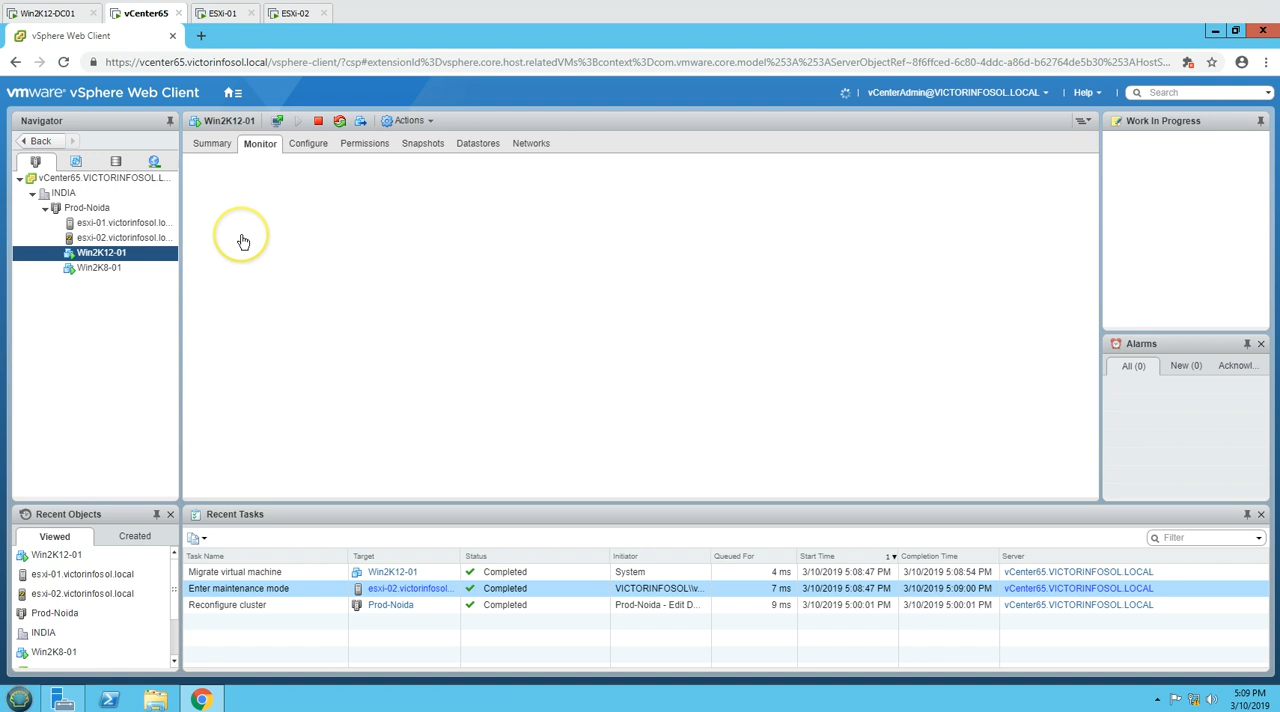 Win2K12-DC01
vCenter65
ESXi-01
ESXi-02
vSphere Web Client
https://vcenter65.victorinfosol.local/vsphere-client/?csp#extensionId%3Dvsphere.core.host.relatedVMs%3Bcontext%3Dcom.vmware.core.model%253A%253AServerObjectRef~8f6ffced-6c80-4ddc-a86d-b62764de5b30%253AHostS...
vmware® vSphere Web Client
vCenterAdmin@VICTORINFOSOL.LOCAL
Help
Search
Navigator
Win2K12-01
Actions
Work In Progress
Back
Summary
Monitor
Configure
Permissions
Snapshots
Datastores
Networks
vCenter65.VICTORINFOSOL.L...
INDIA
Prod-Noida
esxi-01.victorinfosol.lo...
esxi-02.victorinfosol.lo...
Win2K12-01
Win2K8-01
Alarms
All (0)
New (0)
Acknowl...
Recent Objects
Viewed
Created
Win2K12-01
esxi-01.victorinfosol.local
esxi-02.victorinfosol.local
Prod-Noida
INDIA
Win2K8-01
Recent Tasks
Filter
Task Name Target Status Initiator Queued For Start Time 1 Completion Time Server
Migrate virtual machine Win2K12-01 Completed System 4 ms 3/10/2019 5:08:47 PM 3/10/2019 5:08:54 PM vCenter65.VICTORINFOSOL.LOCAL
Enter maintenance mode esxi-02.victorinfosol... Completed VICTORINFOSOL\\v... 7 ms 3/10/2019 5:08:47 PM 3/10/2019 5:09:00 PM vCenter65.VICTORINFOSOL.LOCAL
Reconfigure cluster Prod-Noida Completed Prod-Noida - Edit D... 9 ms 3/10/2019 5:00:01 PM 3/10/2019 5:00:01 PM vCenter65.VICTORINFOSOL.LOCAL
5:09 PM
3/10/2019